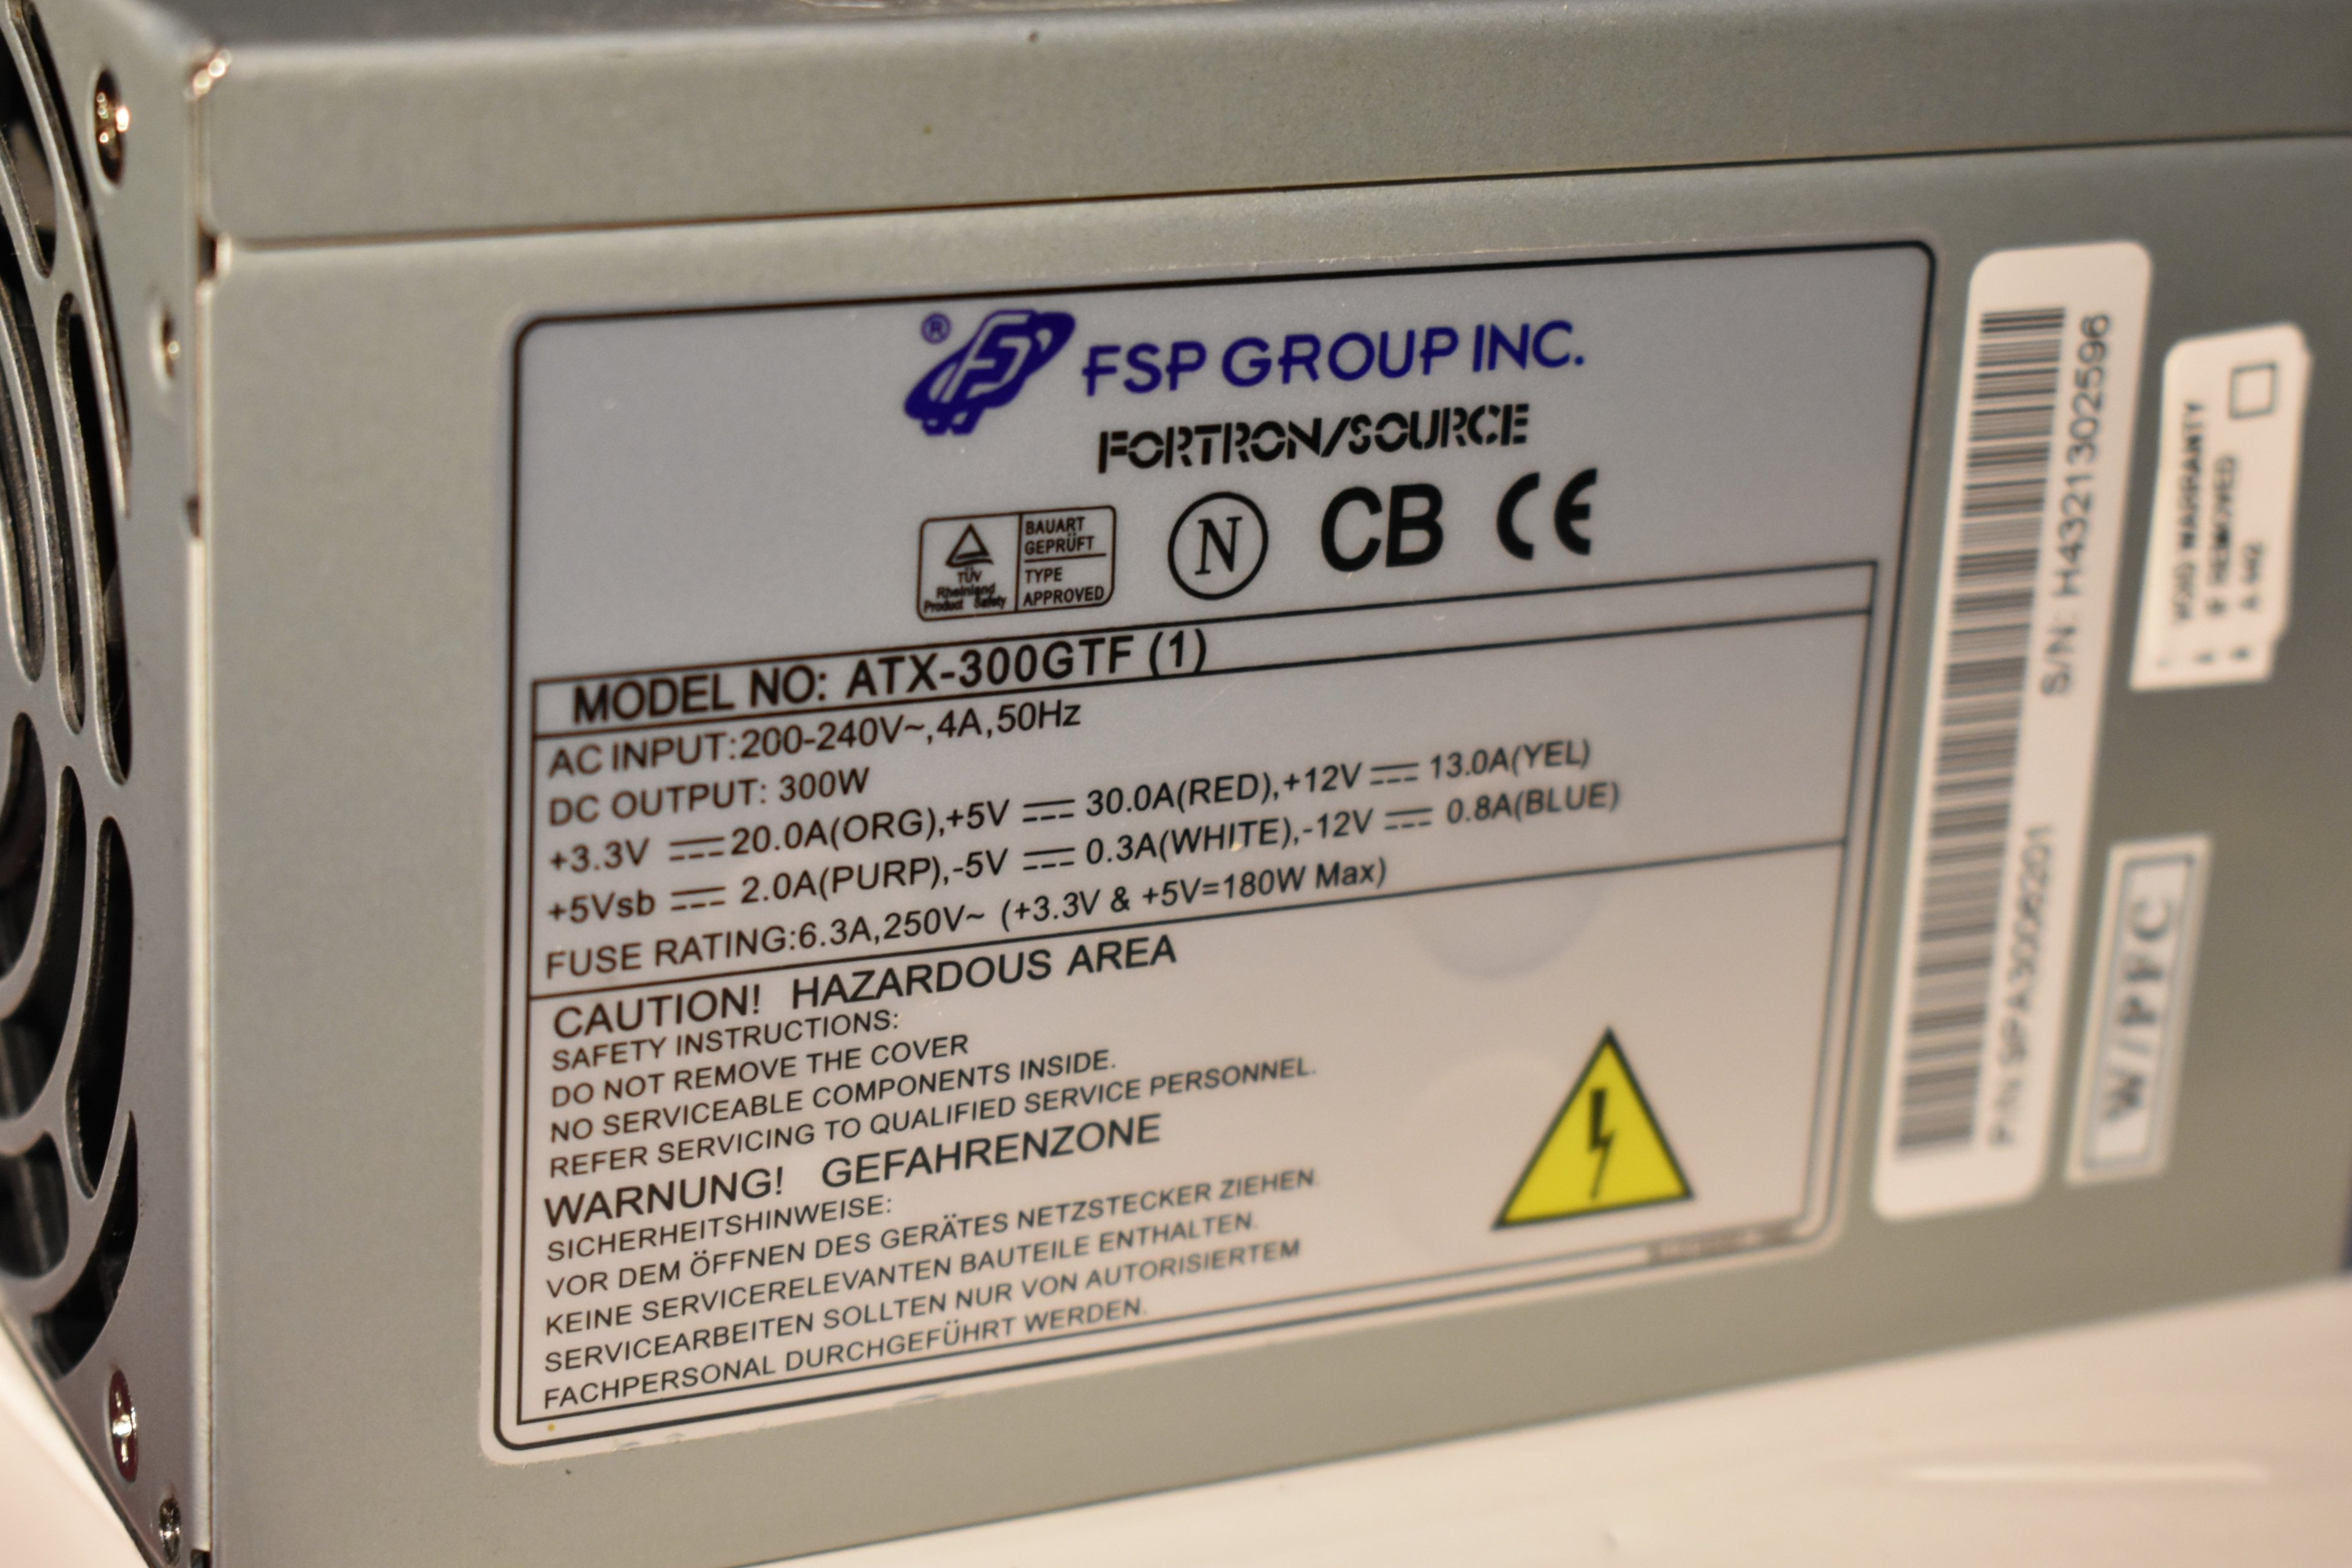 ®
FSP GROUP INC.
FORTRON/SOURCE
TÜV
Rheinland
Product Safety
BAUART
GEPRÜFT
TYPE
APPROVED
N
CB
CE
MODEL NO: ATX-300GTF (1)
AC INPUT:200-240V~,4A,50Hz
DC OUTPUT: 300W
+3.3V ⎓ 20.0A(ORG),+5V ⎓ 30.0A(RED),+12V ⎓ 13.0A(YEL)
+5Vsb ⎓ 2.0A(PURP),-5V ⎓ 0.3A(WHITE),-12V ⎓ 0.8A(BLUE)
FUSE RATING:6.3A,250V~ (+3.3V & +5V=180W Max)
CAUTION! HAZARDOUS AREA
SAFETY INSTRUCTIONS:
DO NOT REMOVE THE COVER
NO SERVICEABLE COMPONENTS INSIDE.
REFER SERVICING TO QUALIFIED SERVICE PERSONNEL.
WARNUNG! GEFAHRENZONE
SICHERHEITSHINWEISE:
VOR DEM ÖFFNEN DES GERÄTES NETZSTECKER ZIEHEN.
KEINE SERVICERELEVANTEN BAUTEILE ENTHALTEN.
SERVICEARBEITEN SOLLTEN NUR VON AUTORISIERTEM
FACHPERSONAL DURCHGEFÜHRT WERDEN.
S/N: H4321302596
VOID WARRANTY
IF REMOVED
W/PFC